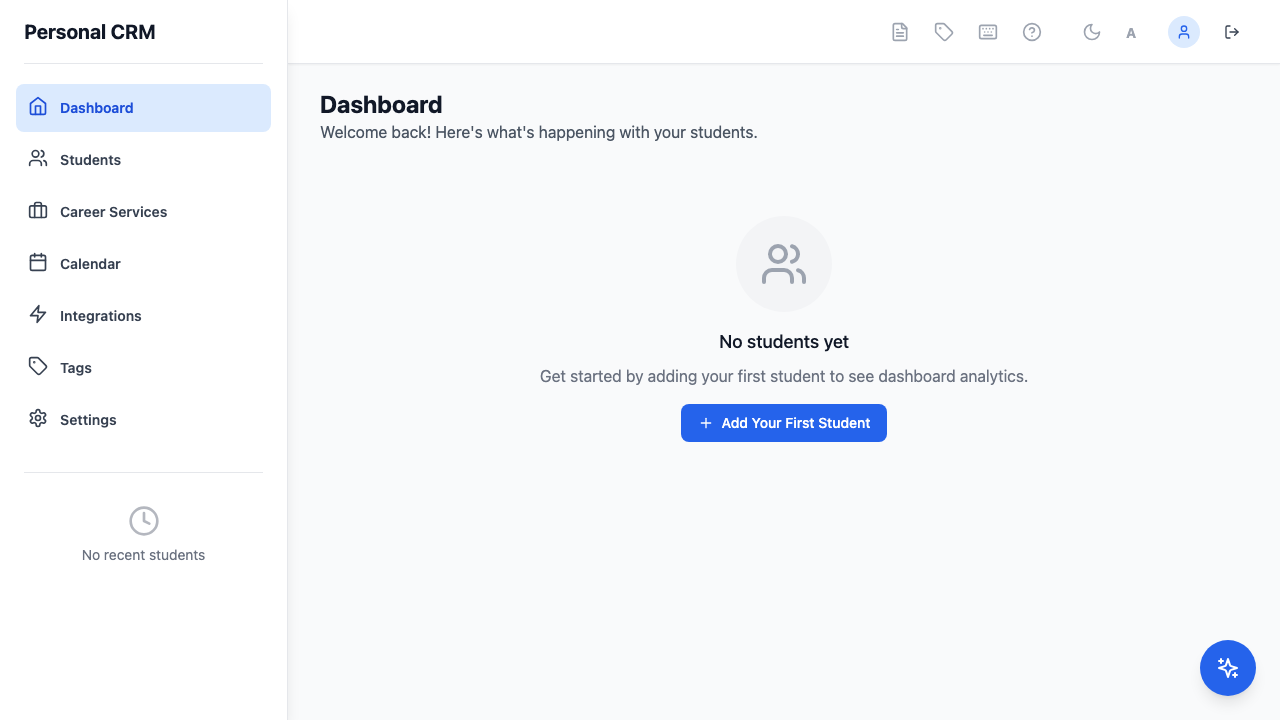 Personal CRM
A
Dashboard
Students
Career Services
Calendar
Integrations
Tags
Settings
No recent students
Dashboard
Welcome back! Here's what's happening with your students.
No students yet
Get started by adding your first student to see dashboard analytics.
Add Your First Student